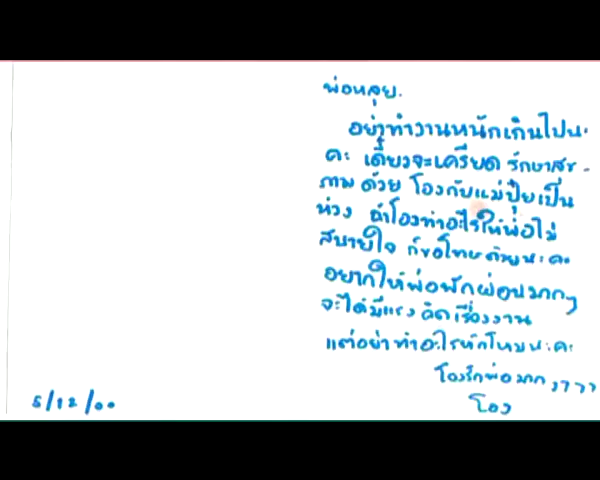 พ่อหลุย.
อย่าทำงานหนักเกินไปน-
คะ เดี๋ยวจะเครียด รักษาสข-
ภาพ ด้วย โองกับแม่ปุ้ยเป็น
ห่วง ถ้าโองทำอะไรให้พ่อไม่
สบายใจ ก็ขอโทษด้วยนะคะ
อยากให้พ่อพักผ่อนมากๆ
จะได้มีแรงคิดเรื่องงาน
แต่อย่าทำอะไรหักโหมนะคะ
โองรักพ่อมากๆๆๆ
โอง
5/12/00